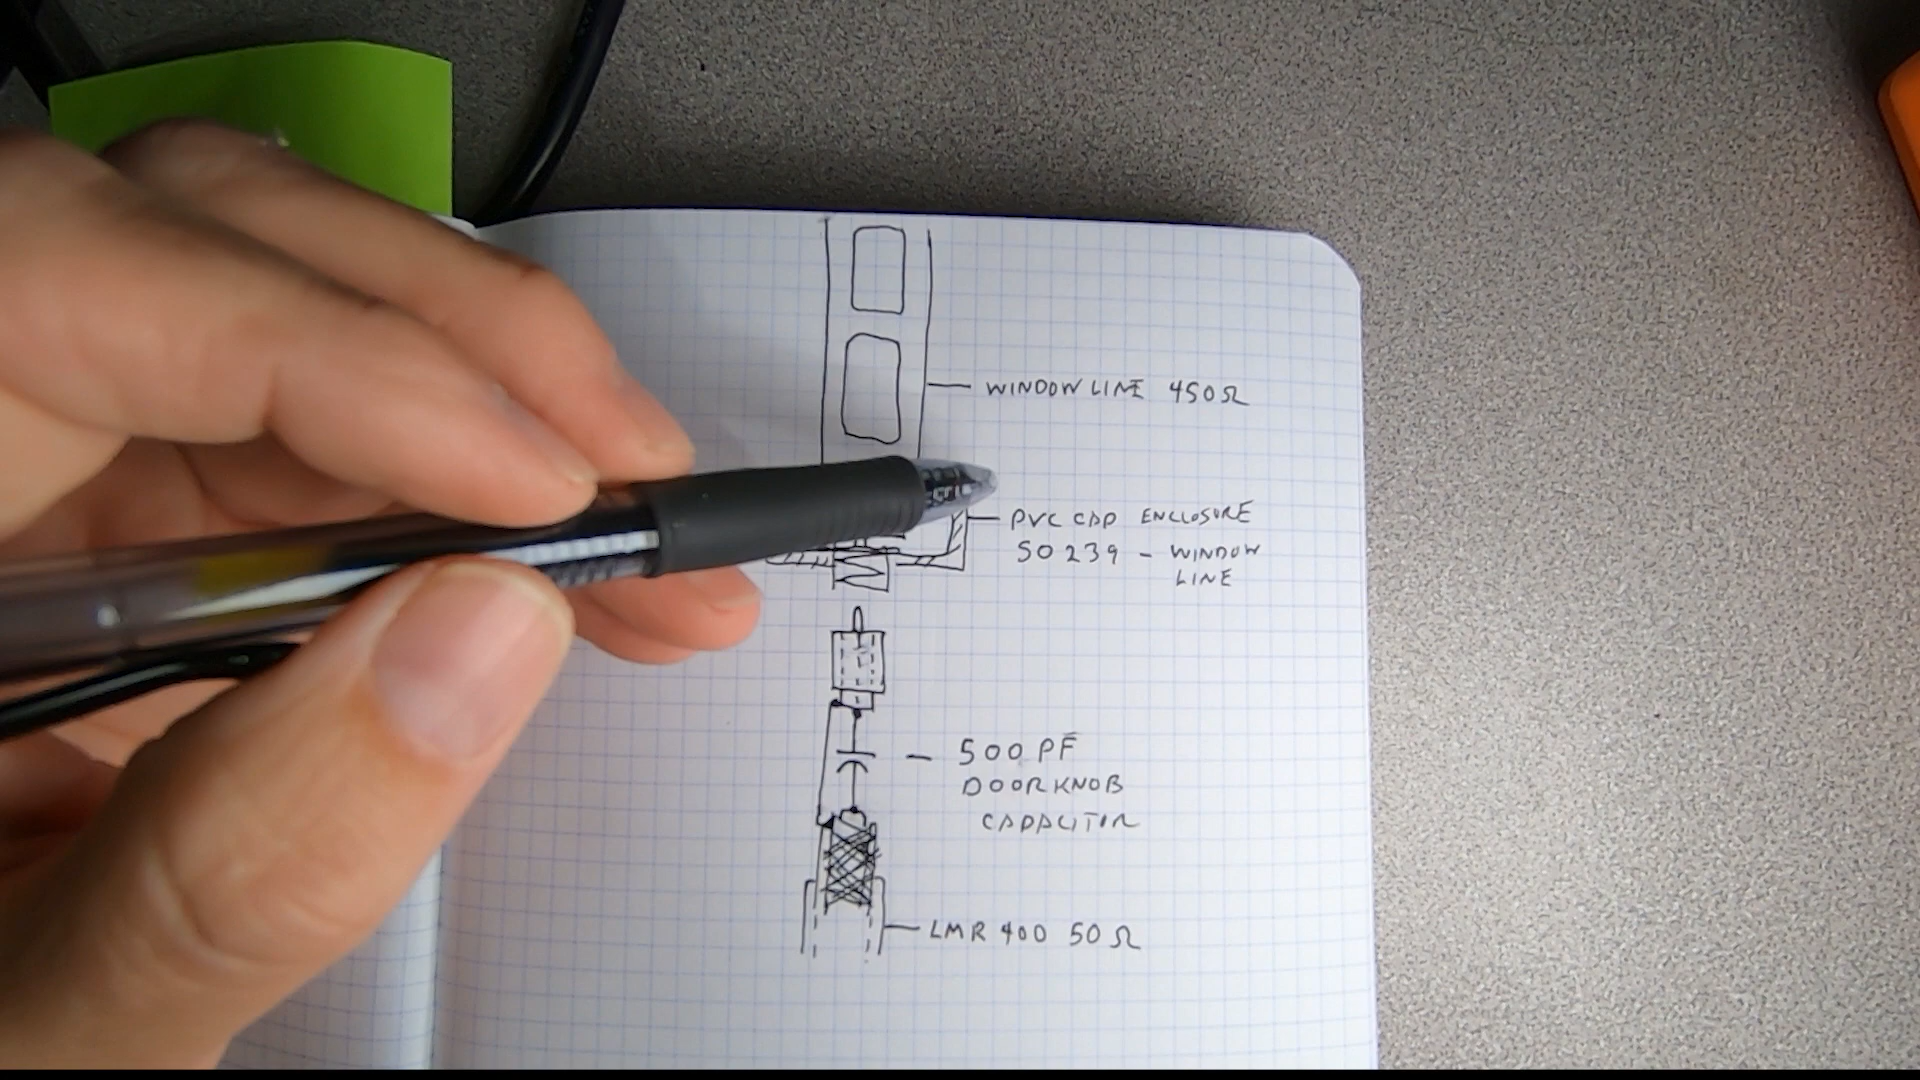 WINDOW LINE 450Ω
PVC CAP ENCLOSURE
SO239 - WINDOW
LINE
500 PF
DOORKNOB
CAPACITOR
LMR 400 50Ω